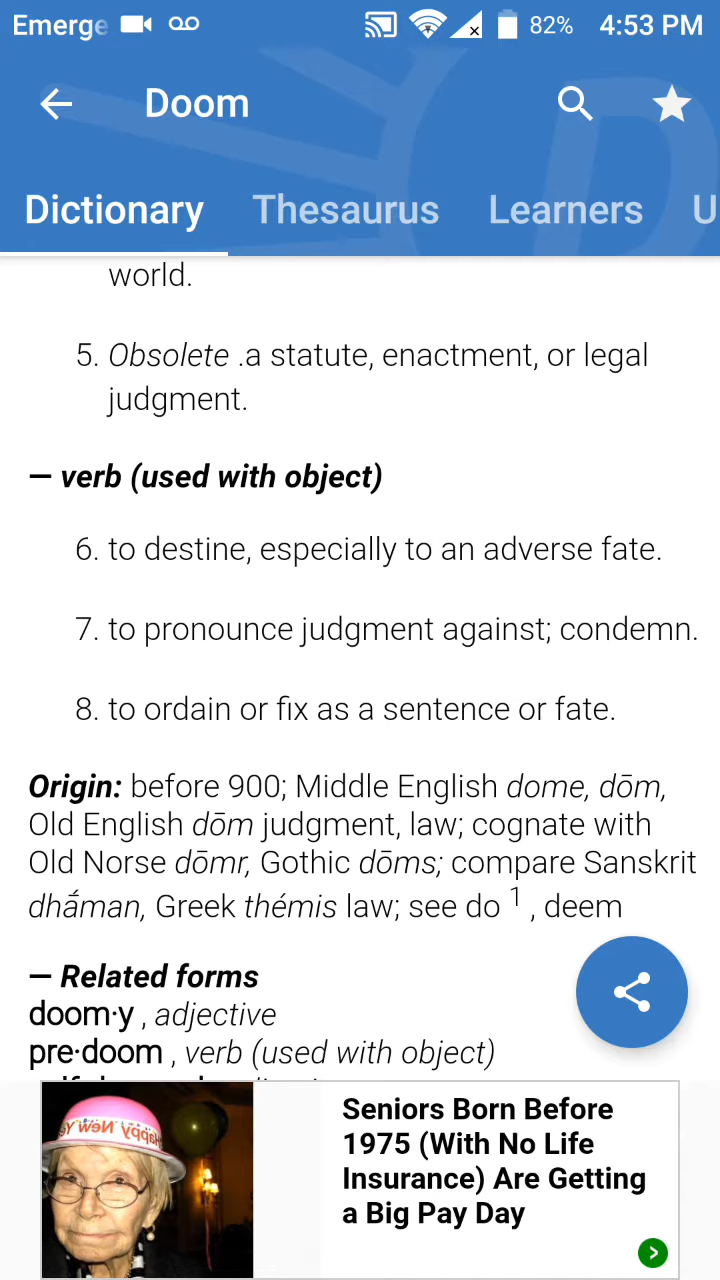 Emerge 82% 4:53 PM
Doom
Dictionary Thesaurus Learners U
world.
5. Obsolete .a statute, enactment, or legal
judgment.
– verb (used with object)
6. to destine, especially to an adverse fate.
7. to pronounce judgment against; condemn.
8. to ordain or fix as a sentence or fate.
Origin: before 900; Middle English dome, dōm,
Old English dōm judgment, law; cognate with
Old Norse dōmr, Gothic dōms; compare Sanskrit
dhā́man, Greek thémis law; see do 1 , deem
– Related forms
doom·y , adjective
pre·doom , verb (used with object)
Happy New
Seniors Born Before
1975 (With No Life
Insurance) Are Getting
a Big Pay Day